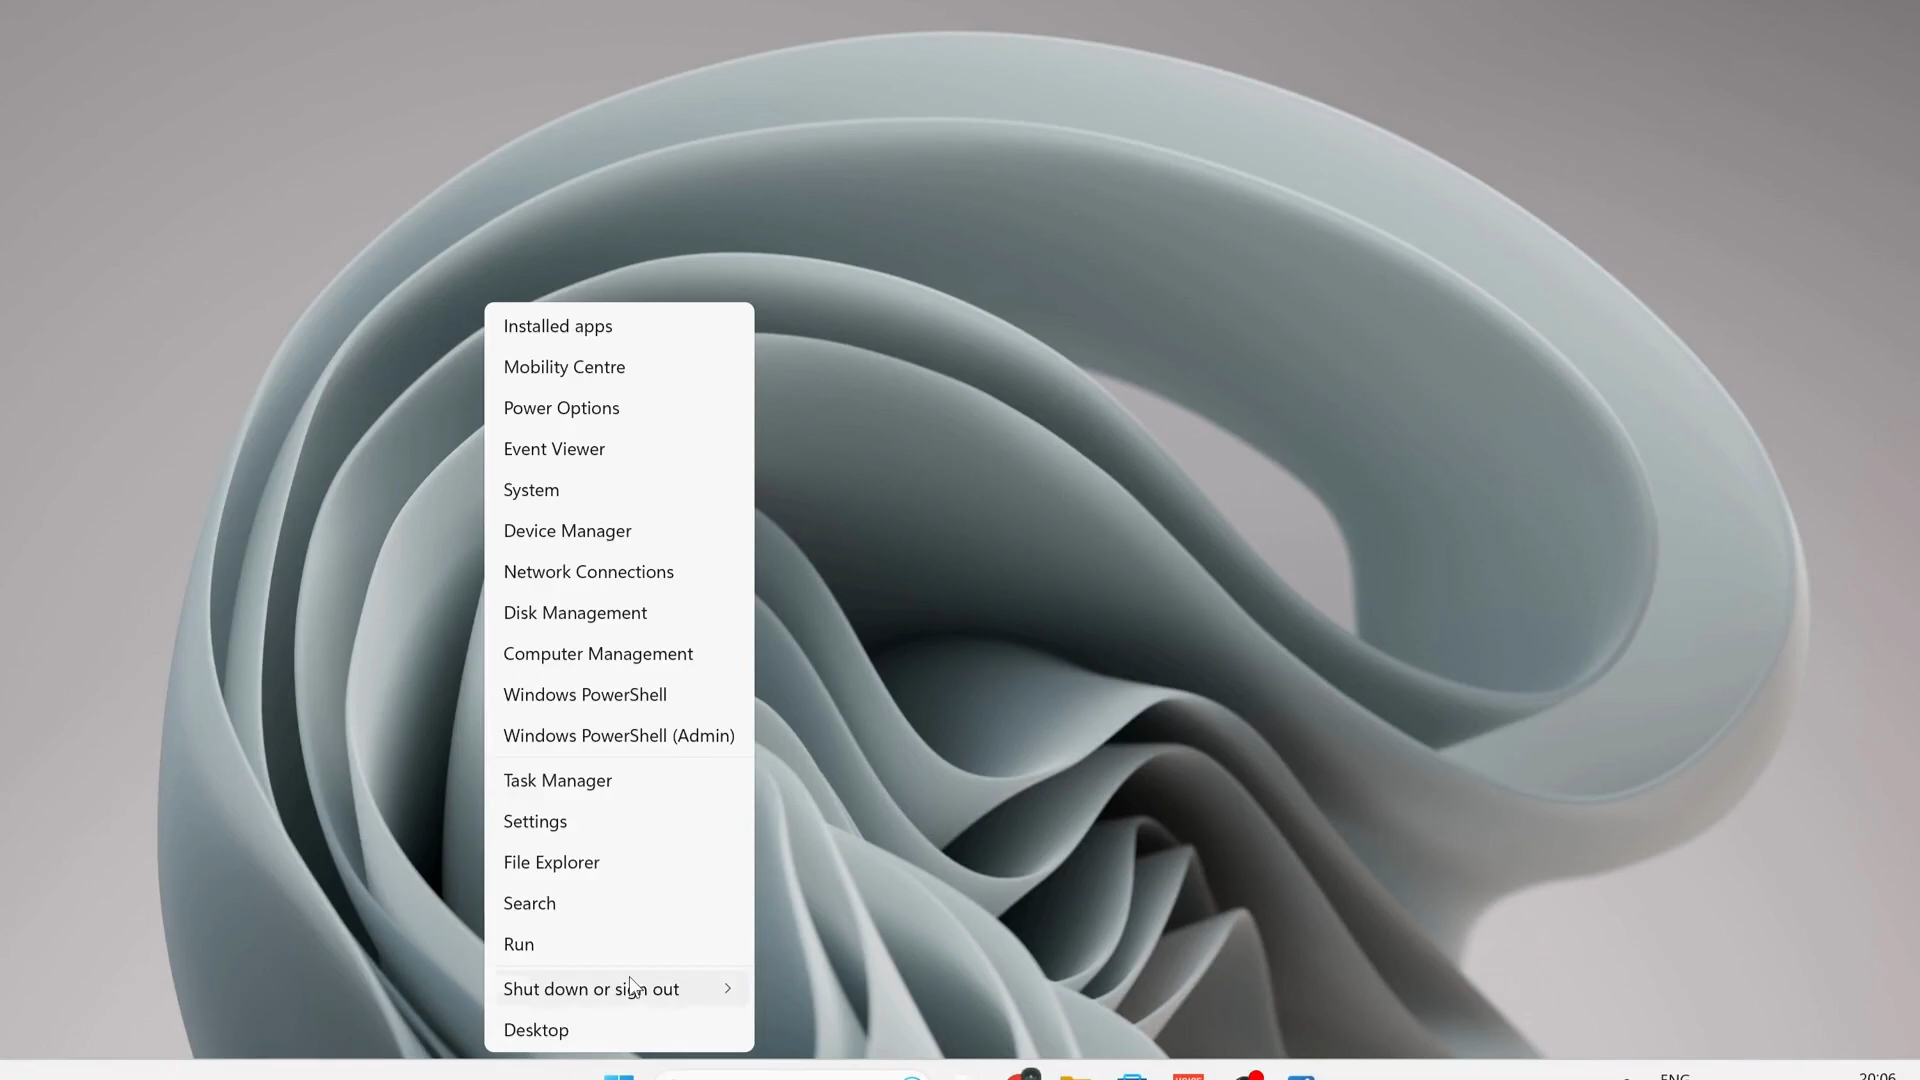 Installed apps
Mobility Centre
Power Options
Event Viewer
System
Device Manager
Network Connections
Disk Management
Computer Management
Windows PowerShell
Windows PowerShell (Admin)
Task Manager
Settings
File Explorer
Search
Run
Shut down or sign out
Desktop
ENG
20:06